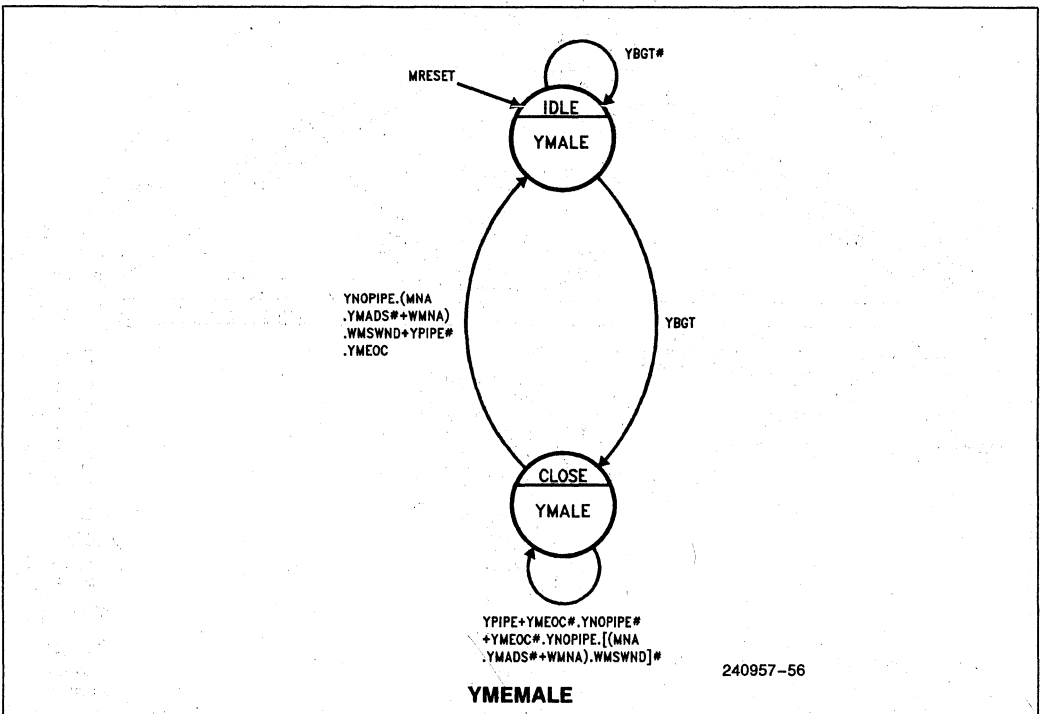 YBGT#
MRESET
IDLE
YMALE
YNOPIPE.(MNA
.YMADS#+WMNA)
.WMSWND+YPIPE#
.YMEOC
YBGT
CLOSE
YMALE
YPIPE+YMEOC#.YNOPIPE#
+YMEOC#.YNOPIPE.[(MNA
.YMADS#+WMNA).WMSWND]#
240957-56
YMEMALE